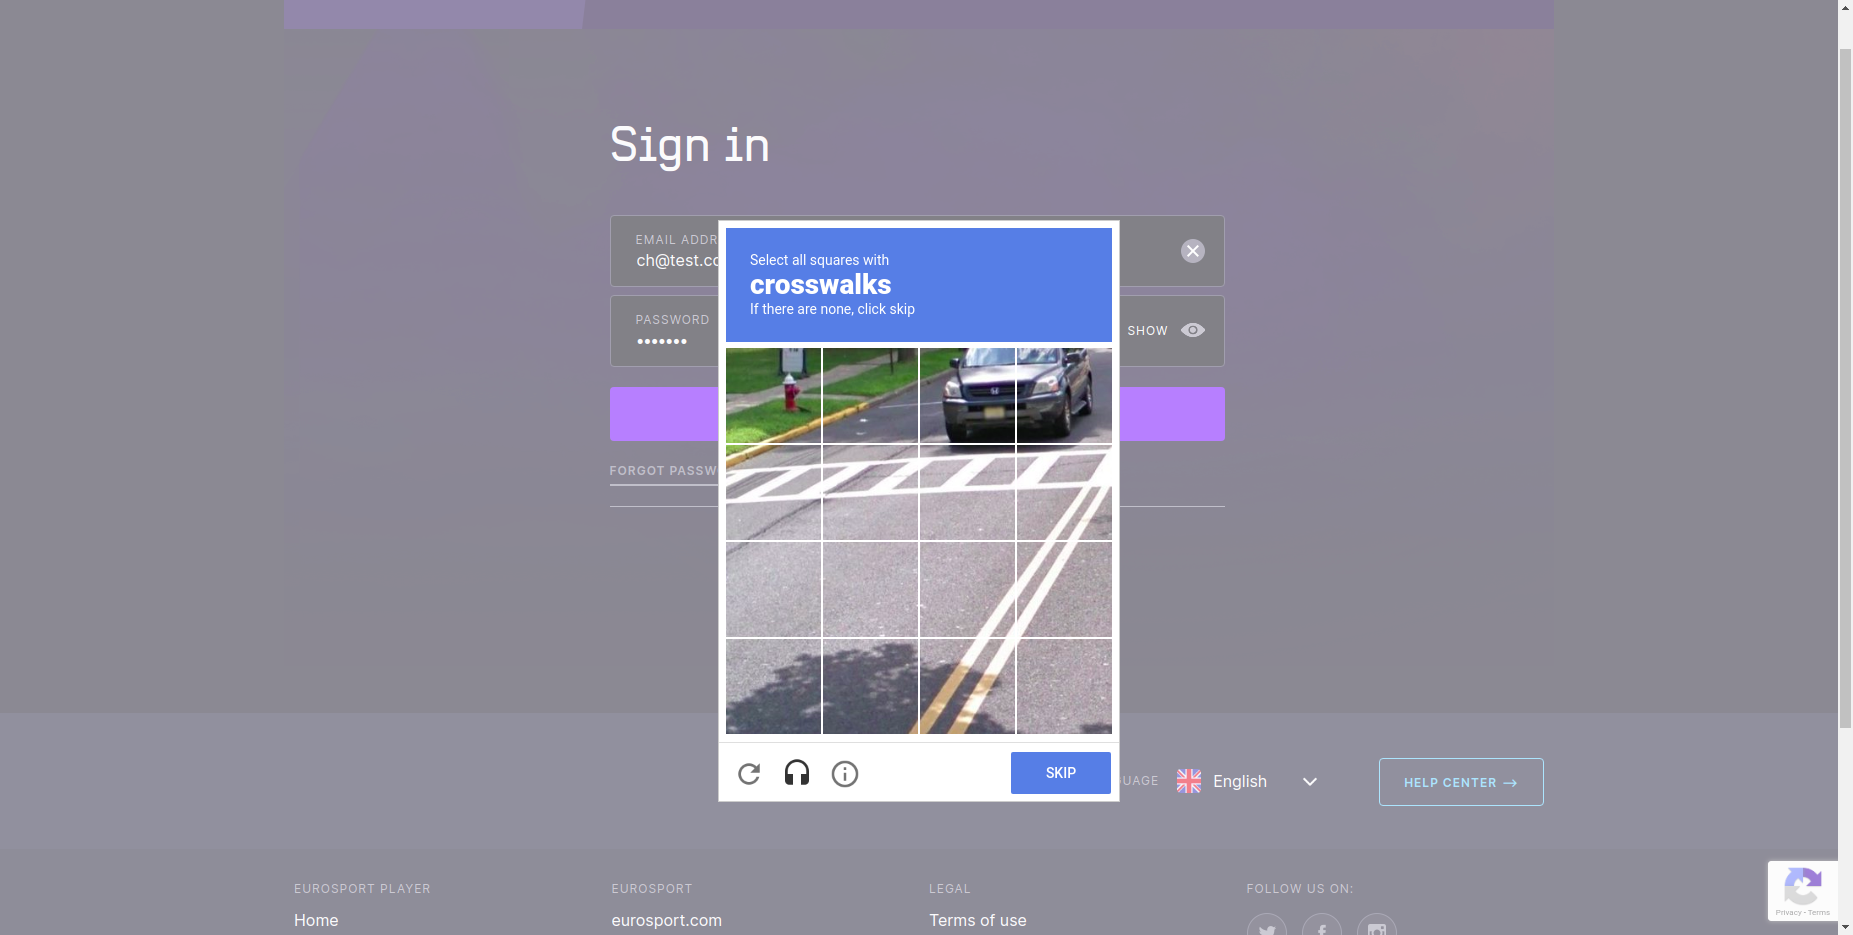 Sign in
EMAIL ADDR
ch@test.co
PASSWORD
SHOW
FORGOT PASSW
Select all squares with
crosswalks
If there are none, click skip
SKIP
UAGE
English
HELP CENTER →
EUROSPORT PLAYER
Home
EUROSPORT
eurosport.com
LEGAL
Terms of use
FOLLOW US ON:
Privacy - Terms